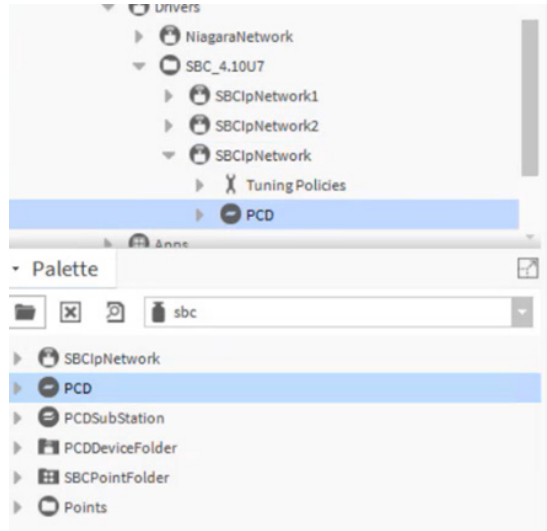 Drivers
NiagaraNetwork
SBC_4.10U7
SBCIpNetwork1
SBCIpNetwork2
SBCIpNetwork
Tuning Policies
PCD
Apps
Palette
sbc
SBCIpNetwork
PCD
PCDSubStation
PCDDeviceFolder
SBCPointFolder
Points